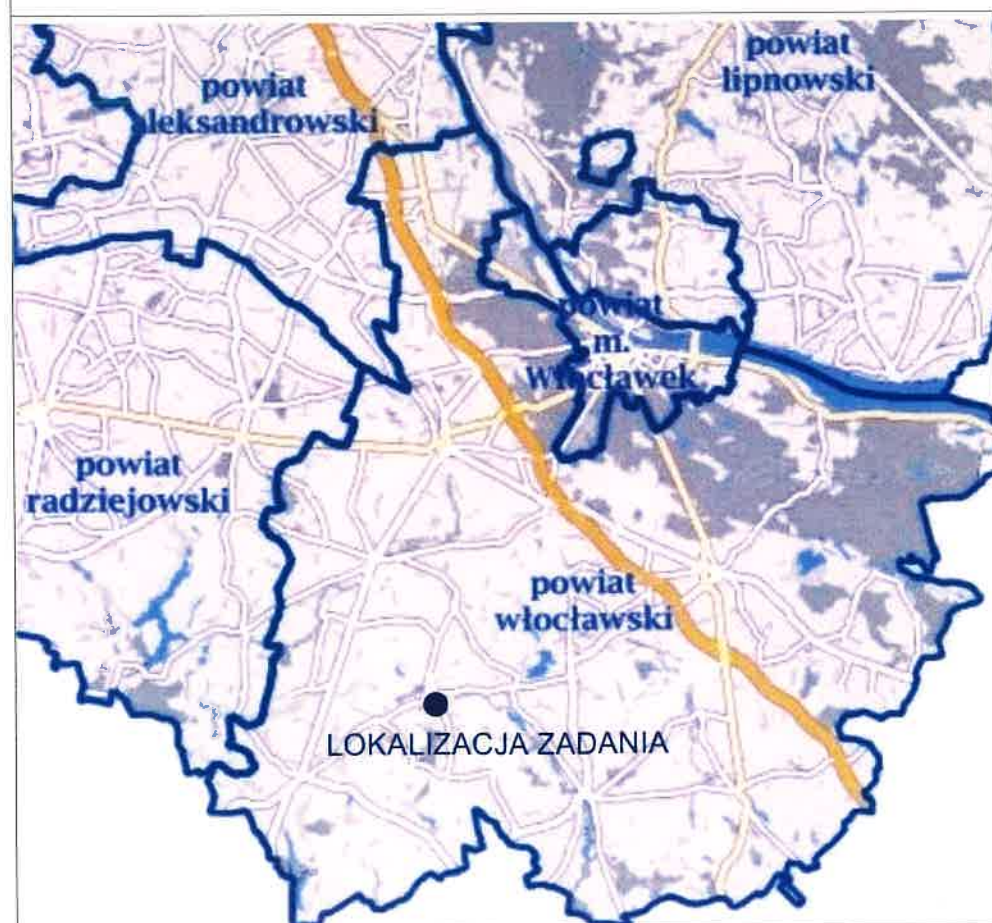 powiat
lipnowski
powiat
aleksandrowski
powiat
m.
Włocławek
powiat
radziejowski
powiat
włocławski
LOKALIZACJA ZADANIA